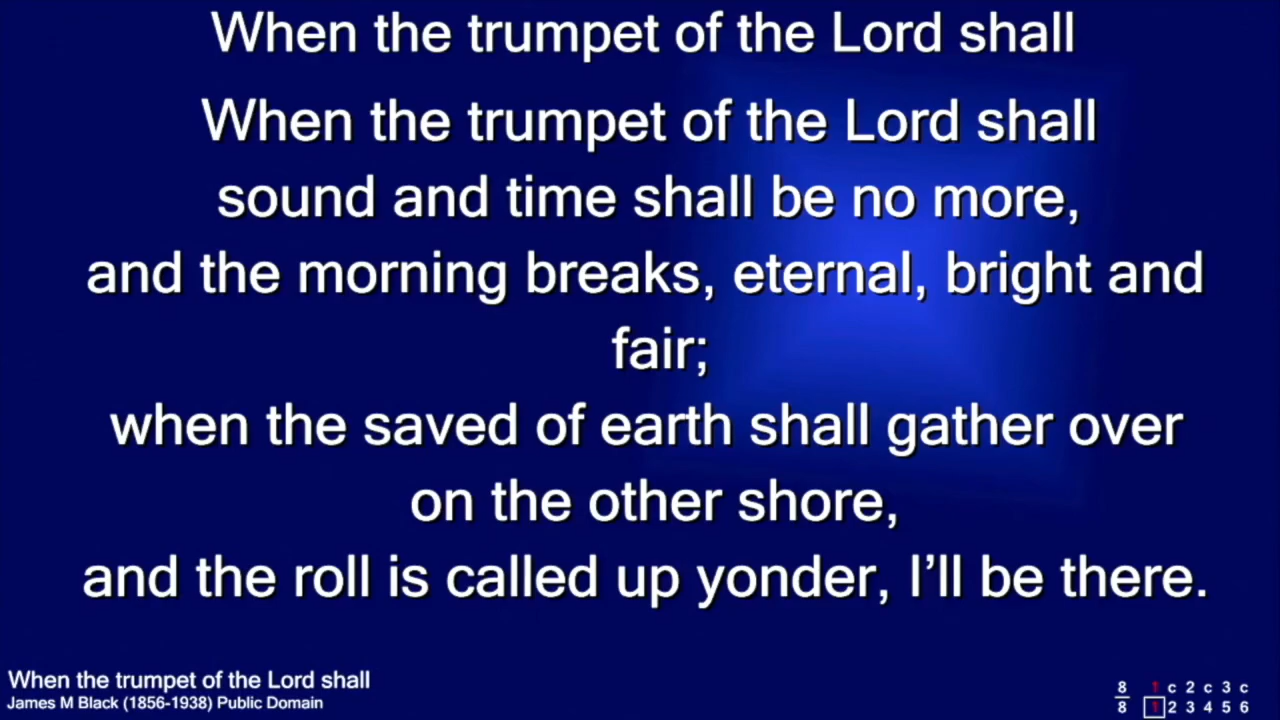 When the trumpet of the Lord shall
When the trumpet of the Lord shall
sound and time shall be no more,
and the morning breaks, eternal, bright and
fair;
when the saved of earth shall gather over
on the other shore,
and the roll is called up yonder, I’ll be there.
When the trumpet of the Lord shall
James M Black (1856-1938) Public Domain
8 1 c 2 c 3 c
8 1 2 3 4 5 6